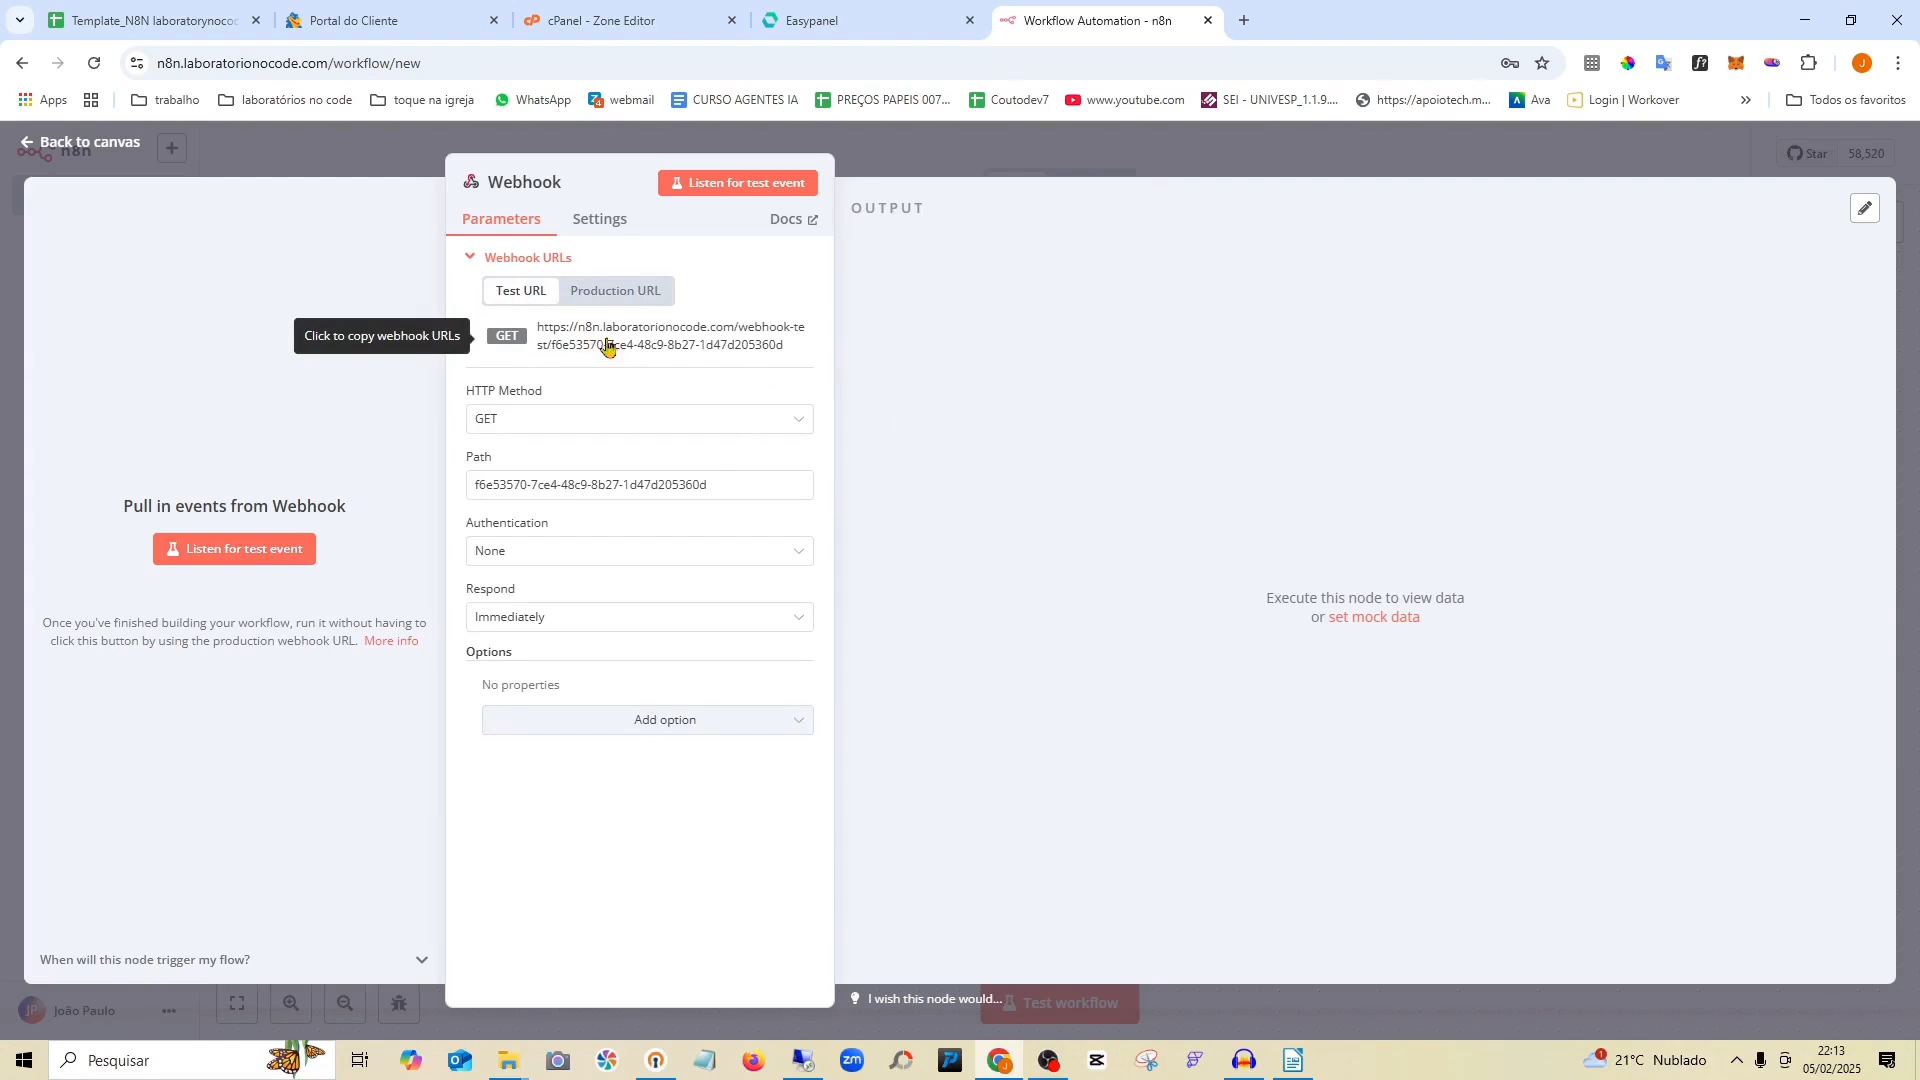 Template_N8N laboratorynoco
Portal do Cliente
cPanel - Zone Editor
Easypanel
Workflow Automation - n8n
n8n.laboratorionocode.com/workflow/new
Apps
trabalho
laboratórios no code
toque na igreja
WhatsApp
webmail
CURSO AGENTES IA
PREÇOS PAPEIS 007...
Coutodev7
www.youtube.com
SEI - UNIVESP_1.1.9....
https://apoiotech.m...
Ava
Login | Workover
Todos os favoritos
Back to canvas
n8n
Star 58,520
Webhook
Listen for test event
Parameters
Settings
Docs
Webhook URLs
Test URL
Production URL
Click to copy webhook URLs
GET
https://n8n.laboratorionocode.com/webhook-te
st/f6e53570-7ce4-48c9-8b27-1d47d205360d
HTTP Method
GET
Path
f6e53570-7ce4-48c9-8b27-1d47d205360d
Authentication
None
Respond
Immediately
Options
No properties
Add option
Pull in events from Webhook
Listen for test event
Once you've finished building your workflow, run it without having to
click this button by using the production webhook URL. More info
When will this node trigger my flow?
OUTPUT
Execute this node to view data
or set mock data
I wish this node would...
Test workflow
JP João Paulo
Pesquisar
21°C Nublado
22:13
05/02/2025